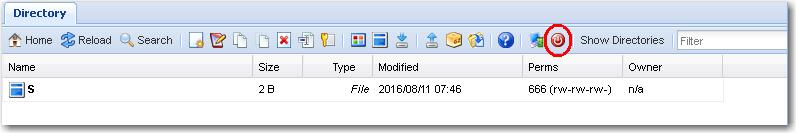 Directory
Home Reload Search Show Directories Filter
Name Size Type Modified Perms Owner
S 2 B File 2016/08/11 07:46 666 (rw-rw-rw-) n/a